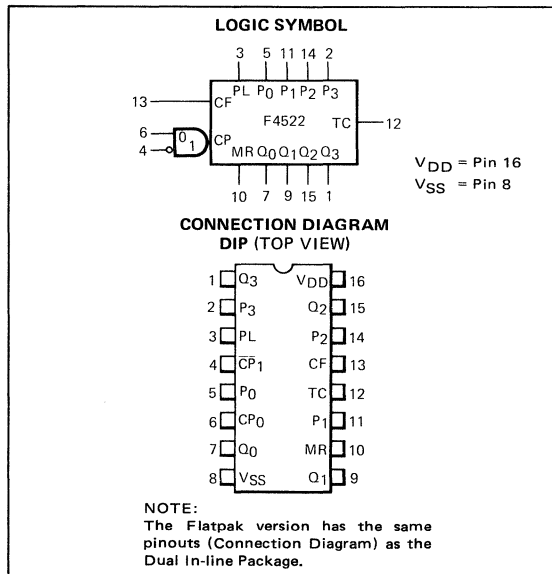 LOGIC SYMBOL
3 5 11 14 2
PL P0 P1 P2 P3
13 CF
F4522
TC 12
6 0
4 1
CP
MR Q0 Q1 Q2 Q3
10 7 9 15 1
VDD = Pin 16
VSS = Pin 8
CONNECTION DIAGRAM
DIP (TOP VIEW)
1 Q3 VDD 16
2 P3 Q2 15
3 PL P2 14
4 C̅P̅1 CF 13
5 P0 TC 12
6 CP0 P1 11
7 Q0 MR 10
8 VSS Q1 9
NOTE:
The Flatpak version has the same
pinouts (Connection Diagram) as the
Dual In-line Package.